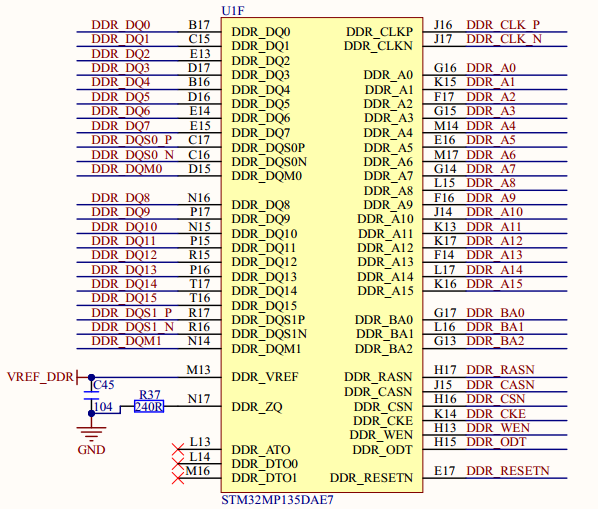 U1F
DDR_DQ0 B17 DDR_DQ0 DDR_CLKP J16 DDR_CLK_P
DDR_DQ1 C15 DDR_DQ1 DDR_CLKN J17 DDR_CLK_N
DDR_DQ2 E13 DDR_DQ2
DDR_DQ3 D17 DDR_DQ3 DDR_A0 G16 DDR_A0
DDR_DQ4 B16 DDR_DQ4 DDR_A1 K15 DDR_A1
DDR_DQ5 D16 DDR_DQ5 DDR_A2 F17 DDR_A2
DDR_DQ6 E14 DDR_DQ6 DDR_A3 G15 DDR_A3
DDR_DQ7 E15 DDR_DQ7 DDR_A4 M14 DDR_A4
DDR_DQS0_P C17 DDR_DQS0P DDR_A5 E16 DDR_A5
DDR_DQS0_N C16 DDR_DQS0N DDR_A6 M17 DDR_A6
DDR_DQM0 D15 DDR_DQM0 DDR_A7 G14 DDR_A7
DDR_A8 L15 DDR_A8
DDR_DQ8 N16 DDR_DQ8 DDR_A9 F16 DDR_A9
DDR_DQ9 P17 DDR_DQ9 DDR_A10 J14 DDR_A10
DDR_DQ10 N15 DDR_DQ10 DDR_A11 K13 DDR_A11
DDR_DQ11 P15 DDR_DQ11 DDR_A12 K17 DDR_A12
DDR_DQ12 R15 DDR_DQ12 DDR_A13 F14 DDR_A13
DDR_DQ13 P16 DDR_DQ13 DDR_A14 L17 DDR_A14
DDR_DQ14 T17 DDR_DQ14 DDR_A15 K16 DDR_A15
DDR_DQ15 T16 DDR_DQ15
DDR_DQS1_P R17 DDR_DQS1P DDR_BA0 G17 DDR_BA0
DDR_DQS1_N R16 DDR_DQS1N DDR_BA1 L16 DDR_BA1
DDR_DQM1 N14 DDR_DQM1 DDR_BA2 G13 DDR_BA2
VREF_DDR M13 DDR_VREF DDR_RASN H17 DDR_RASN
C45 DDR_CASN J15 DDR_CASN
R37
104 240R N17 DDR_ZQ DDR_CSN H16 DDR_CSN
DDR_CKE K14 DDR_CKE
DDR_WEN H13 DDR_WEN
GND L13 DDR_ATO DDR_ODT H15 DDR_ODT
L14 DDR_DTO0
M16 DDR_DTO1 DDR_RESETN E17 DDR_RESETN
STM32MP135DAE7